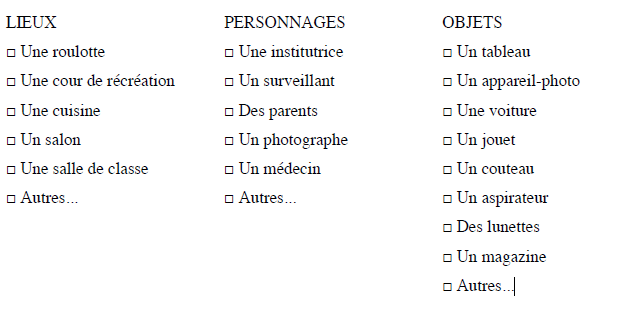 LIEUX PERSONNAGES OBJETS
□ Une roulotte □ Une institutrice □ Un tableau
□ Une cour de récréation □ Un surveillant □ Un appareil-photo
□ Une cuisine □ Des parents □ Une voiture
□ Un salon □ Un photographe □ Un jouet
□ Une salle de classe □ Un médecin □ Un couteau
□ Autres... □ Autres... □ Un aspirateur
□ Des lunettes
□ Un magazine
□ Autres...